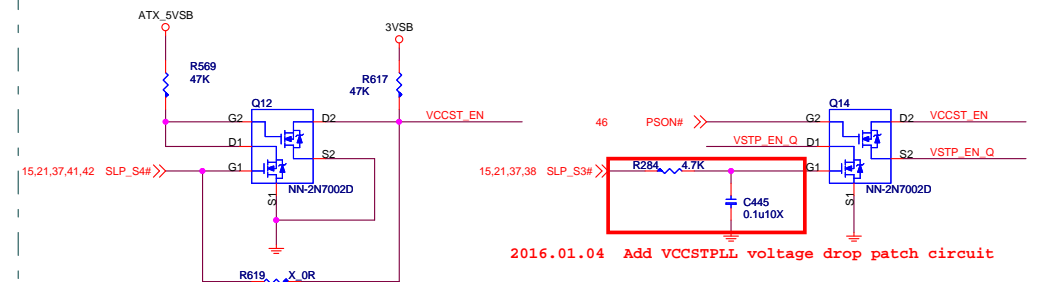 ATX_5VSB
3VSB
R569
47K
R617
47K
Q12
G2
D2
VCCST_EN
D1
S2
15,21,37,41,42 SLP_S4#
G1
S1
NN-2N7002D
R619 X_0R
Q14
46 PSON#
G2
D2
VCCST_EN
VSTP_EN_Q
D1
S2
VSTP_EN_Q
15,21,37,38 SLP_S3#
R284 4.7K
G1
S1
NN-2N7002D
C445
0.1u10X
2016.01.04 Add VCCSTPLL voltage drop patch circuit